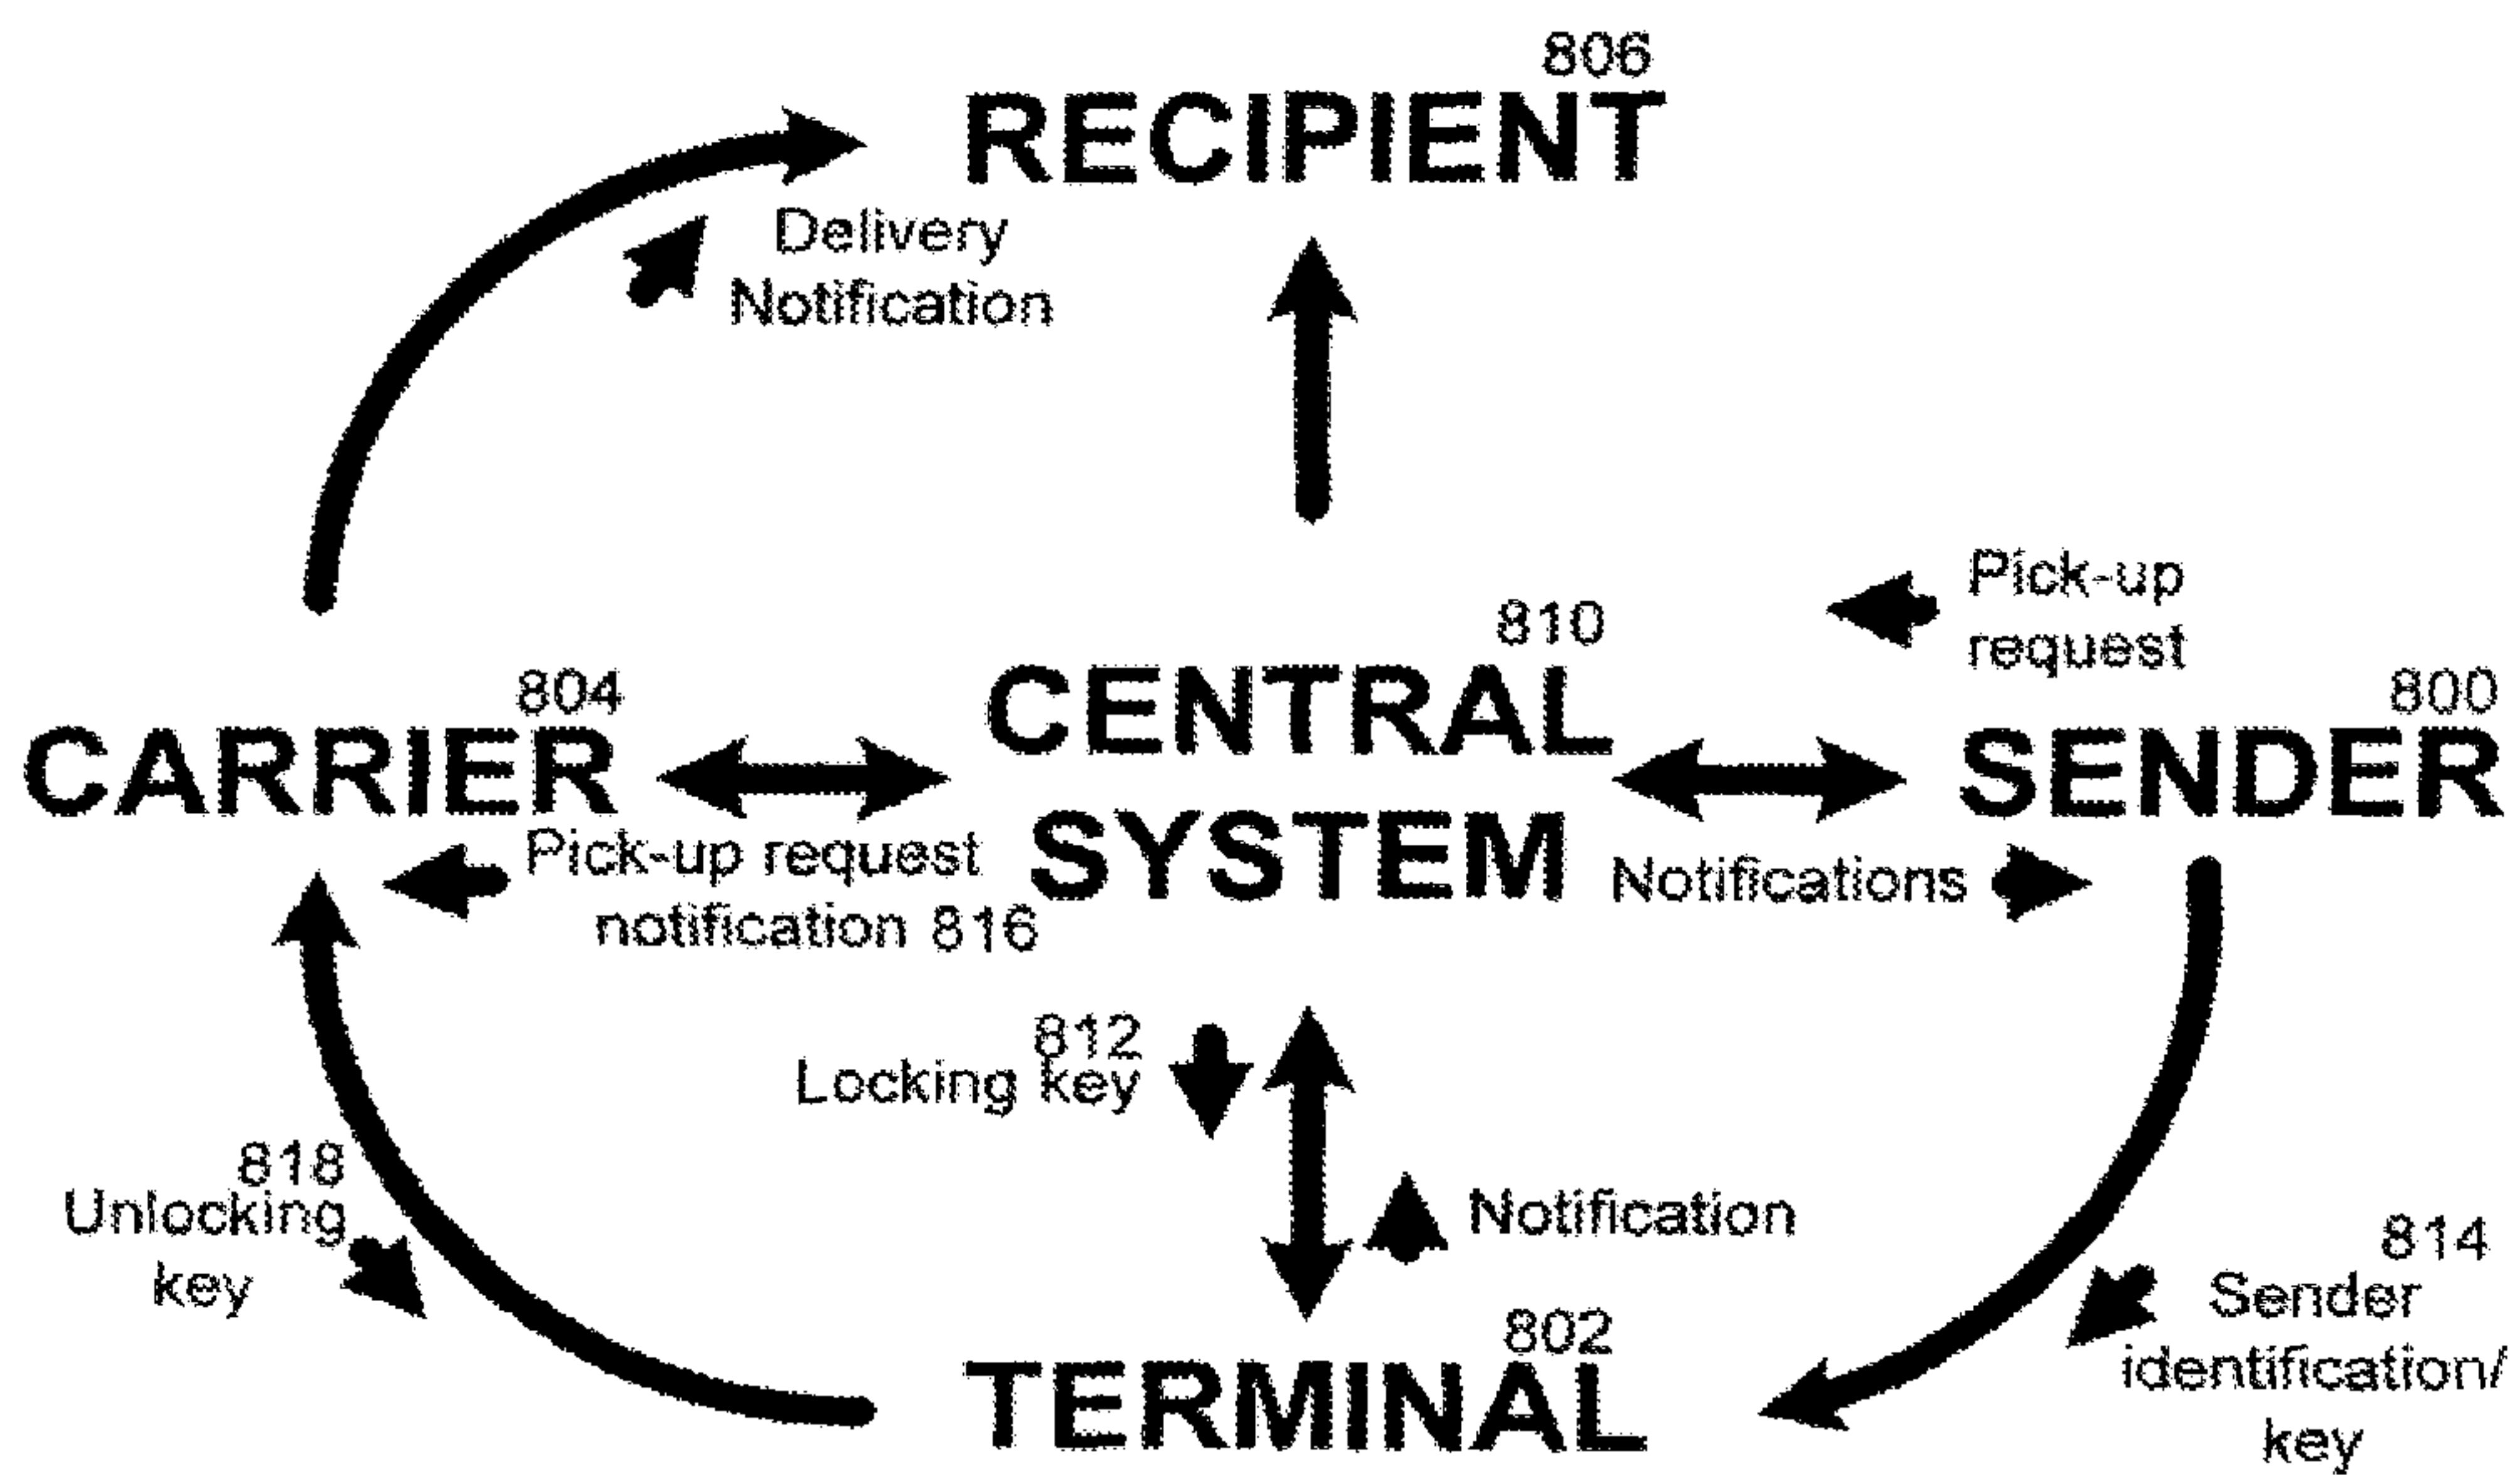 806
RECIPIENT
Delivery
Notification
Pick-up
request
810
CENTRAL
SYSTEM
804
CARRIER
800
SENDER
Pick-up request
notification 816
Notifications
812
Locking key
818
Unlocking
key
Notification
814
Sender
identification/
key
802
TERMINAL